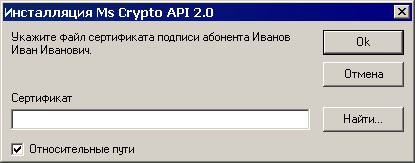 Инсталляция Ms Crypto API 2.0
Укажите файл сертификата подписи абонента Иванов
Иван Иванович.
Ok
Отмена
Сертификат
Найти...
Относительные пути